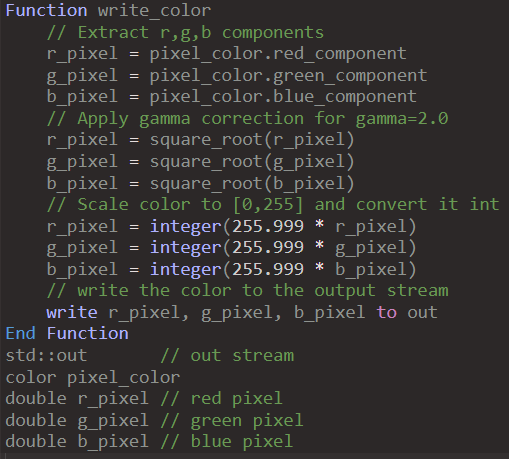 Function write_color
    // Extract r,g,b components
    r_pixel = pixel_color.red_component
    g_pixel = pixel_color.green_component
    b_pixel = pixel_color.blue_component
    // Apply gamma correction for gamma=2.0
    r_pixel = square_root(r_pixel)
    g_pixel = square_root(g_pixel)
    b_pixel = square_root(b_pixel)
    // Scale color to [0,255] and convert it int
    r_pixel = integer(255.999 * r_pixel)
    g_pixel = integer(255.999 * g_pixel)
    b_pixel = integer(255.999 * b_pixel)
    // write the color to the output stream
    write r_pixel, g_pixel, b_pixel to out
End Function
std::out       // out stream
color pixel_color
double r_pixel // red pixel
double g_pixel // green pixel
double b_pixel // blue pixel